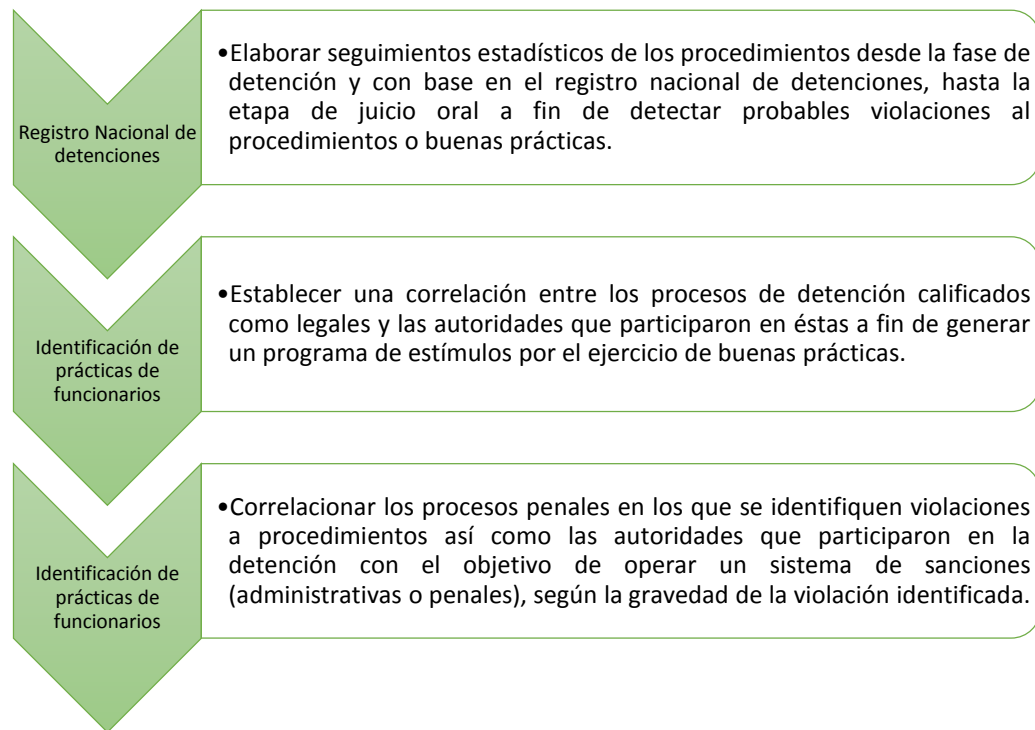 Registro Nacional de
detenciones
•Elaborar seguimientos estadísticos de los procedimientos desde la fase de
detención y con base en el registro nacional de detenciones, hasta la
etapa de juicio oral a fin de detectar probables violaciones al
procedimientos o buenas prácticas.
Identificación de
prácticas de
funcionarios
•Establecer una correlación entre los procesos de detención calificados
como legales y las autoridades que participaron en éstas a fin de generar
un programa de estímulos por el ejercicio de buenas prácticas.
Identificación de
prácticas de
funcionarios
•Correlacionar los procesos penales en los que se identifiquen violaciones
a procedimientos así como las autoridades que participaron en la
detención con el objetivo de operar un sistema de sanciones
(administrativas o penales), según la gravedad de la violación identificada.